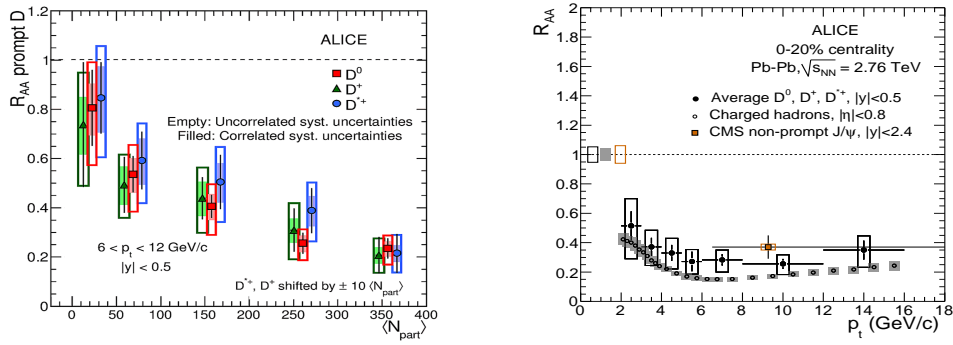 R_AA prompt D
1.2
1
0.8
0.6
0.4
0.2
0
ALICE
D^0
D^+
D^*+
Empty: Uncorrelated syst. uncertainties
Filled: Correlated syst. uncertainties
6 < p_t < 12 GeV/c
|y| < 0.5
D^*+, D^+ shifted by ± 10 ⟨N_part⟩
0 50 100 150 200 250 300 350 400
⟨N_part⟩
R_AA
2
1.8
1.6
1.4
1.2
1
0.8
0.6
0.4
0.2
0
ALICE
0-20% centrality
Pb-Pb,√s_NN = 2.76 TeV
Average D^0, D^+, D^*+, |y|<0.5
Charged hadrons, |η|<0.8
CMS non-prompt J/ψ, |y|<2.4
0 2 4 6 8 10 12 14 16 18
p_t (GeV/c)